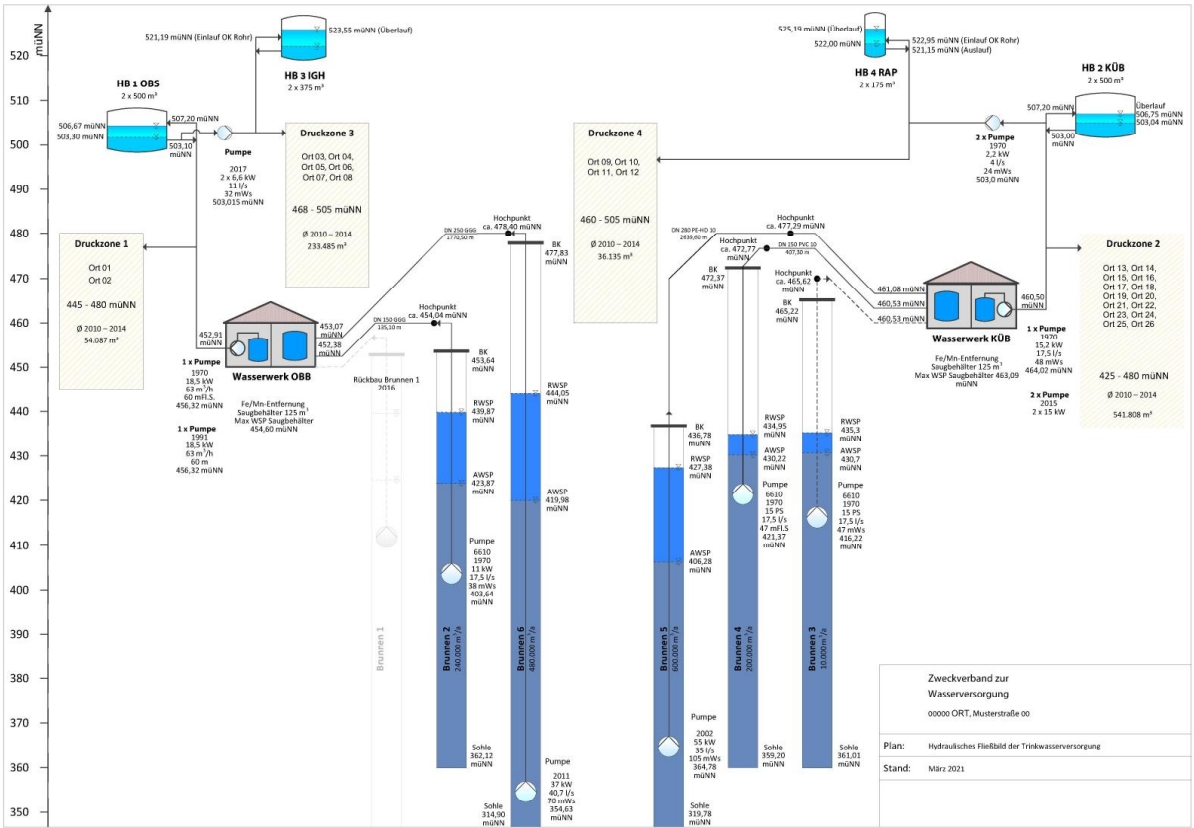 müNN
520
510
500
490
480
470
460
450
440
430
420
410
400
390
380
370
360
350
HB 1 OBS
2 x 500 m³
506,67 müNN
503,30 müNN
507,20 müNN
503,10
müNN
521,19 müNN (Einlauf OK Rohr)
523,55 müNN (Überlauf)
HB 3 IGH
2 x 375 m³
Pumpe
2017
2 x 6,6 kW
11 l/s
32 mWs
503,015 müNN
Druckzone 3
Ort 03, Ort 04,
Ort 05, Ort 06,
Ort 07, Ort 08
468 - 505 müNN
Ø 2010 – 2014
233.485 m³
Druckzone 1
Ort 01
Ort 02
445 - 480 müNN
Ø 2010 – 2014
54.087 m³
452,91
müNN
453,07
müNN
452,38
müNN
Wasserwerk OBB
Fe/Mn-Entfernung
Saugbehälter 125 m³
Max WSP Saugbehälter
454,60 müNN
1 x Pumpe
1970
18,5 kW
63 m³/h
60 mFl.S.
456,32 müNN
1 x Pumpe
1991
18,5 kW
63 m³/h
60 m
456,32 müNN
DN 250 GGG
1770,50 m
Hochpunkt
ca. 478,40 müNN
DN 150 GGG
135,10 m
Hochpunkt
ca. 454,04 müNN
Rückbau Brunnen 1
2016
Brunnen 1
BK
453,64
müNN
RWSP
439,87
müNN
AWSP
423,87
müNN
Pumpe
6610
1970
11 kW
17,5 l/s
38 mWs
403,64
müNN
Brunnen 2
240.000 m³/a
Sohle
362,12
müNN
BK
477,83
müNN
RWSP
444,05
müNN
AWSP
419,98
müNN
Brunnen 6
480.000 m³/a
Pumpe
2011
37 kW
40,7 l/s
70 mWs
354,63
müNN
Sohle
314,90
müNN
525,19 müNN (Überlauf)
522,00 müNN
522,95 müNN (Einlauf OK Rohr)
521,15 müNN (Auslauf)
HB 4 RAP
2 x 175 m³
HB 2 KÜB
2 x 500 m³
507,20 müNN
503,00
müNN
Überlauf
506,75 müNN
503,04 müNN
2 x Pumpe
1970
2,2 kW
4 l/s
24 mWs
503,0 müNN
Druckzone 4
Ort 09, Ort 10,
Ort 11, Ort 12
460 - 505 müNN
Ø 2010 – 2014
36.135 m³
Druckzone 2
Ort 13, Ort 14,
Ort 15, Ort 16,
Ort 17, Ort 18,
Ort 19, Ort 20,
Ort 21, Ort 22,
Ort 23, Ort 24,
Ort 25, Ort 26
425 - 480 müNN
Ø 2010 – 2014
541.808 m³
DN 280 PE-HD 10
2639,60 m
Hochpunkt
ca. 477,29 müNN
Hochpunkt
ca. 472,77
müNN
DN 150 PVC 10
407,30 m
Hochpunkt
ca. 465,62
müNN
461,08 müNN
460,53 müNN
460,53 müNN
460,50
müNN
Wasserwerk KÜB
Fe/Mn-Entfernung
Saugbehälter 125 m³
Max WSP Saugbehälter 463,09
müNN
1 x Pumpe
1970
15,2 kW
17,5 l/s
48 mWs
464,02 müNN
2 x Pumpe
2015
2 x 15 kW
BK
436,78
müNN
RWSP
427,38
müNN
AWSP
406,28
müNN
Brunnen 5
600.000 m³/a
Pumpe
2002
55 kW
35 l/s
105 mWs
364,78
müNN
Sohle
319,78
müNN
BK
472,37
müNN
RWSP
434,95
müNN
AWSP
430,22
müNN
Pumpe
6610
1970
15 PS
17,5 l/s
47 mFl.S
421,37
müNN
Brunnen 4
200.000 m³/a
Sohle
359,20
müNN
BK
465,22
müNN
RWSP
435,3
müNN
AWSP
430,7
müNN
Pumpe
6610
1970
15 PS
17,5 l/s
47 mWs
416,22
müNN
Brunnen 3
10.000 m³/a
Sohle
361,01
müNN
Zweckverband zur
Wasserversorgung
00000 ORT, Musterstraße 00
Plan: Hydraulisches Fließbild der Trinkwasserversorgung
Stand: März 2021